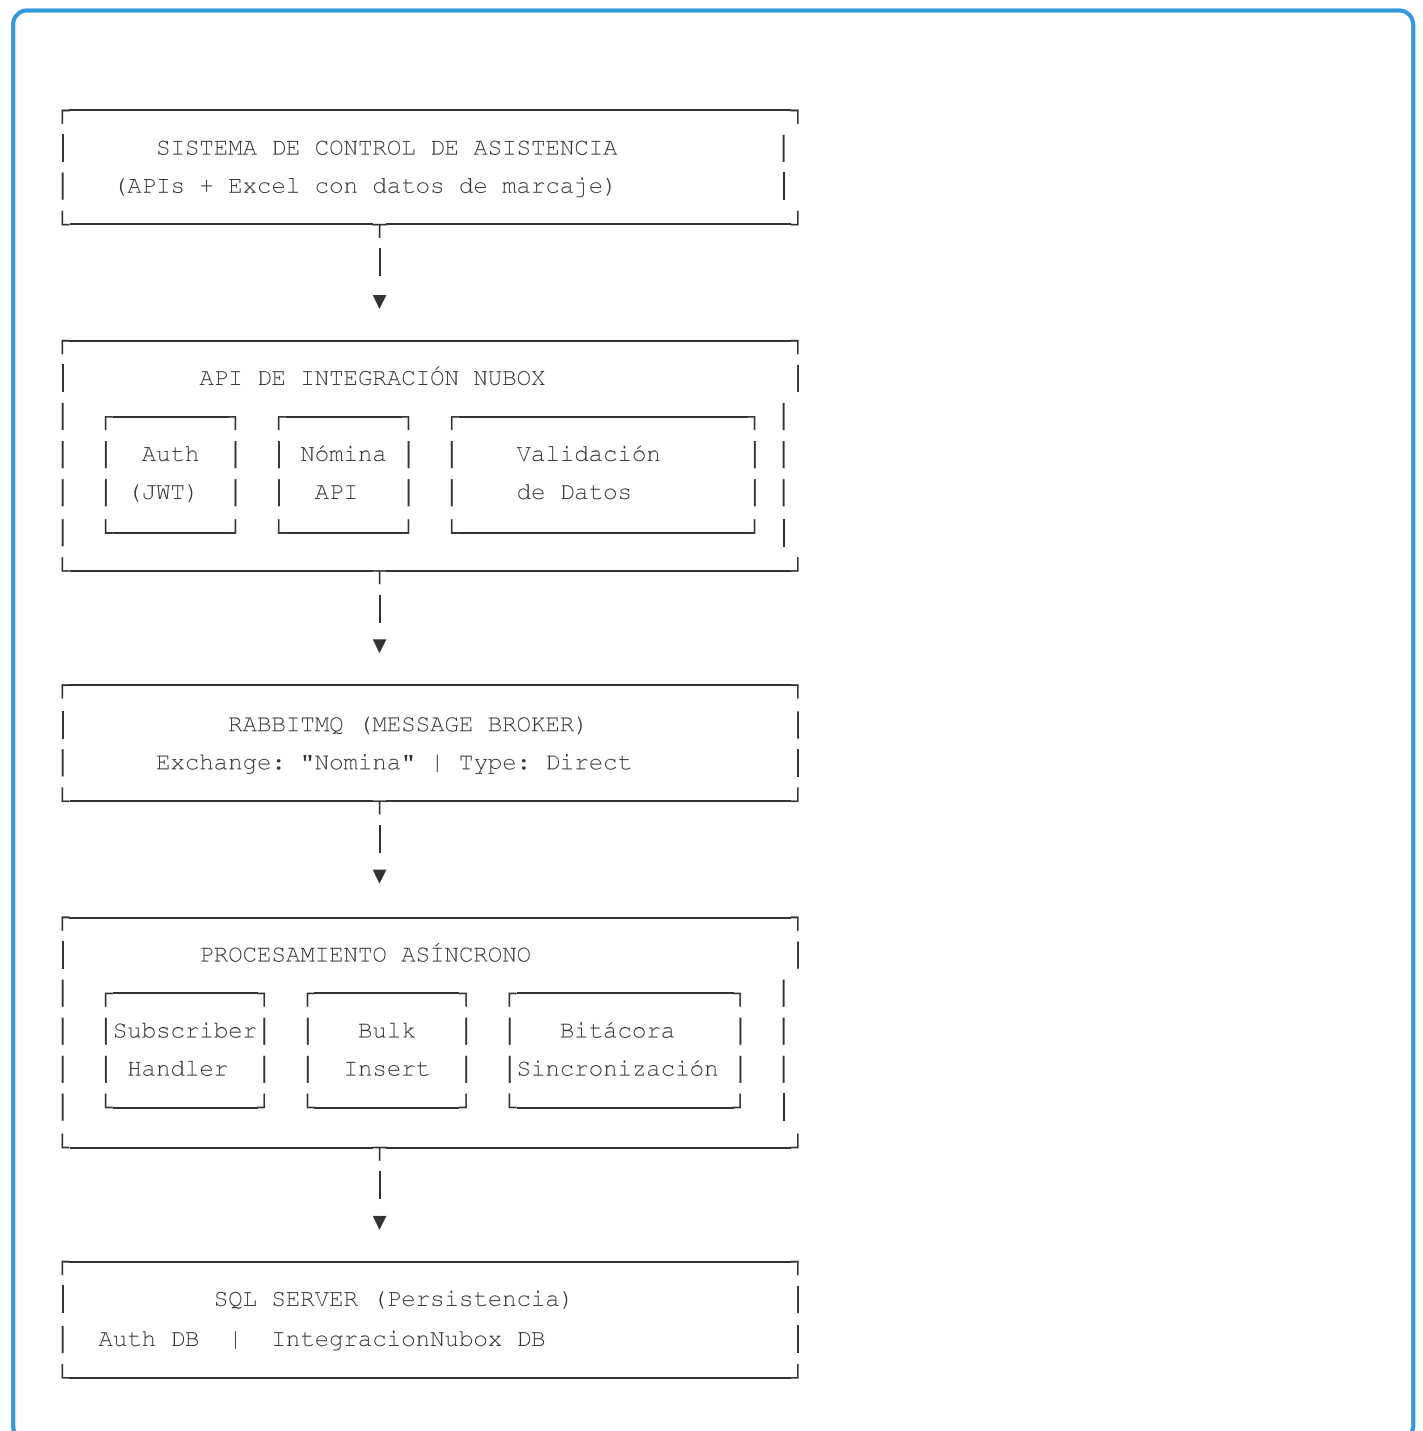 SISTEMA DE CONTROL DE ASISTENCIA
(APIs + Excel con datos de marcaje)
API DE INTEGRACIÓN NUBOX
Auth Nómina Validación
(JWT) API de Datos
RABBITMQ (MESSAGE BROKER)
Exchange: "Nomina" | Type: Direct
PROCESAMIENTO ASÍNCRONO
Subscriber Bulk Bitácora
Handler Insert Sincronización
SQL SERVER (Persistencia)
Auth DB | IntegracionNubox DB